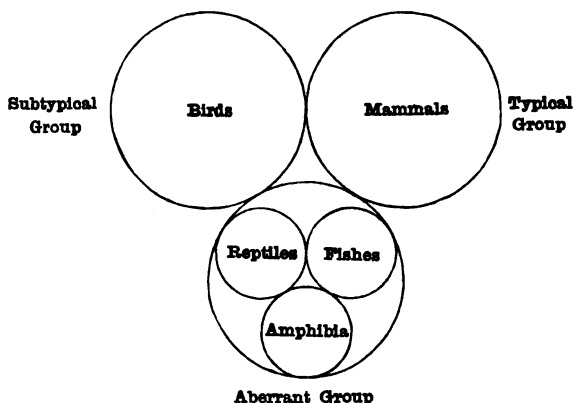 Subtypical
Group
Birds
Mammals
Typical
Group
Reptiles
Fishes
Amphibia
Aberrant Group